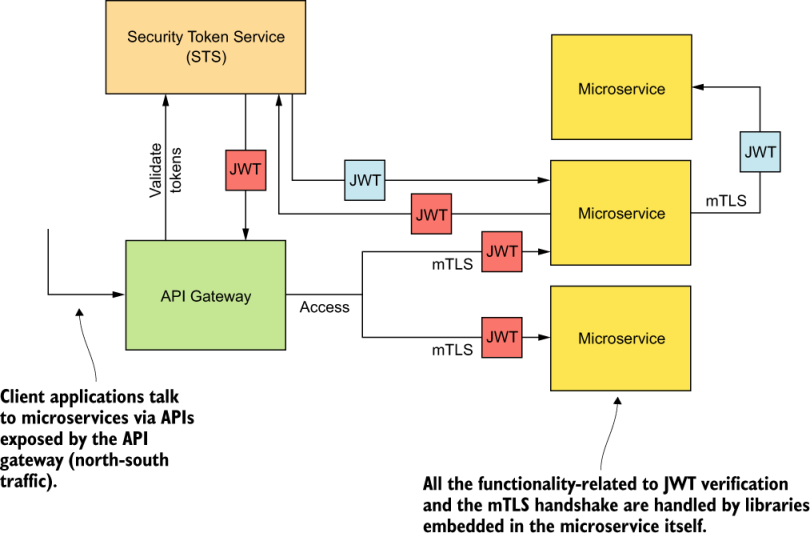 Security Token Service
(STS)
Microservice
Validate
tokens
JWT
JWT
JWT
JWT
mTLS
Microservice
JWT
mTLS
API Gateway
Access
JWT
mTLS
Microservice
Client applications talk
to microservices via APIs
exposed by the API
gateway (north-south
traffic).
All the functionality-related to JWT verification
and the mTLS handshake are handled by libraries
embedded in the microservice itself.